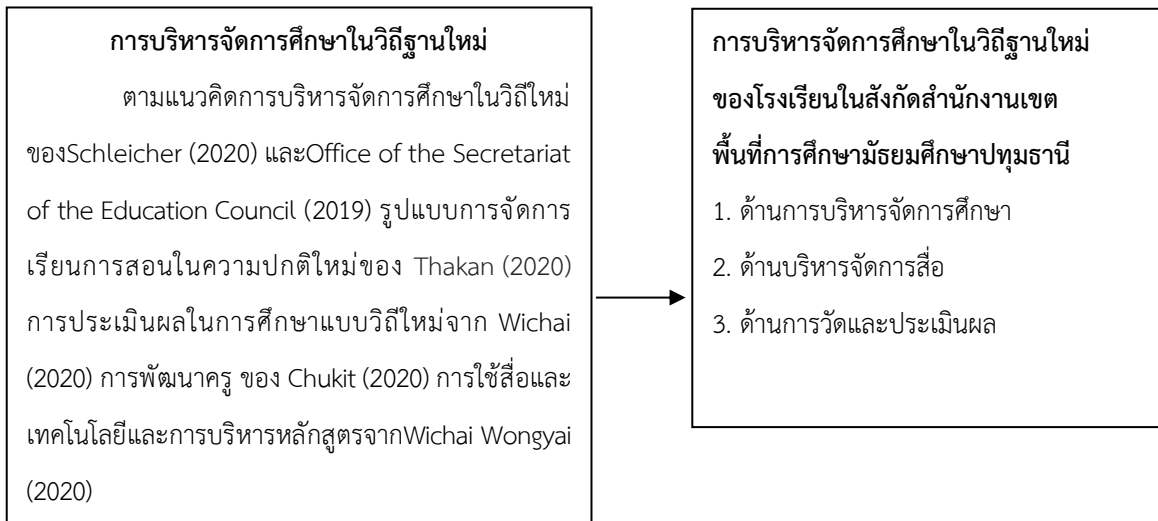 การบริหารจัดการศึกษาในวิถีฐานใหม่
ตามแนวคิดการบริหารจัดการศึกษาในวิถีใหม่
ของSchleicher (2020) และOffice of the Secretariat
of the Education Council (2019) รูปแบบการจัดการ
เรียนการสอนในความปกติใหม่ของ Thakan (2020)
การประเมินผลในการศึกษาแบบวิถีใหม่จาก Wichai
(2020) การพัฒนาครู ของ Chukit (2020) การใช้สื่อและ
เทคโนโลยีและการบริหารหลักสูตรจากWichai Wongyai
(2020)
การบริหารจัดการศึกษาในวิถีฐานใหม่
ของโรงเรียนในสังกัดสำนักงานเขต
พื้นที่การศึกษามัธยมศึกษาปทุมธานี
1. ด้านการบริหารจัดการศึกษา
2. ด้านบริหารจัดการสื่อ
3. ด้านการวัดและประเมินผล